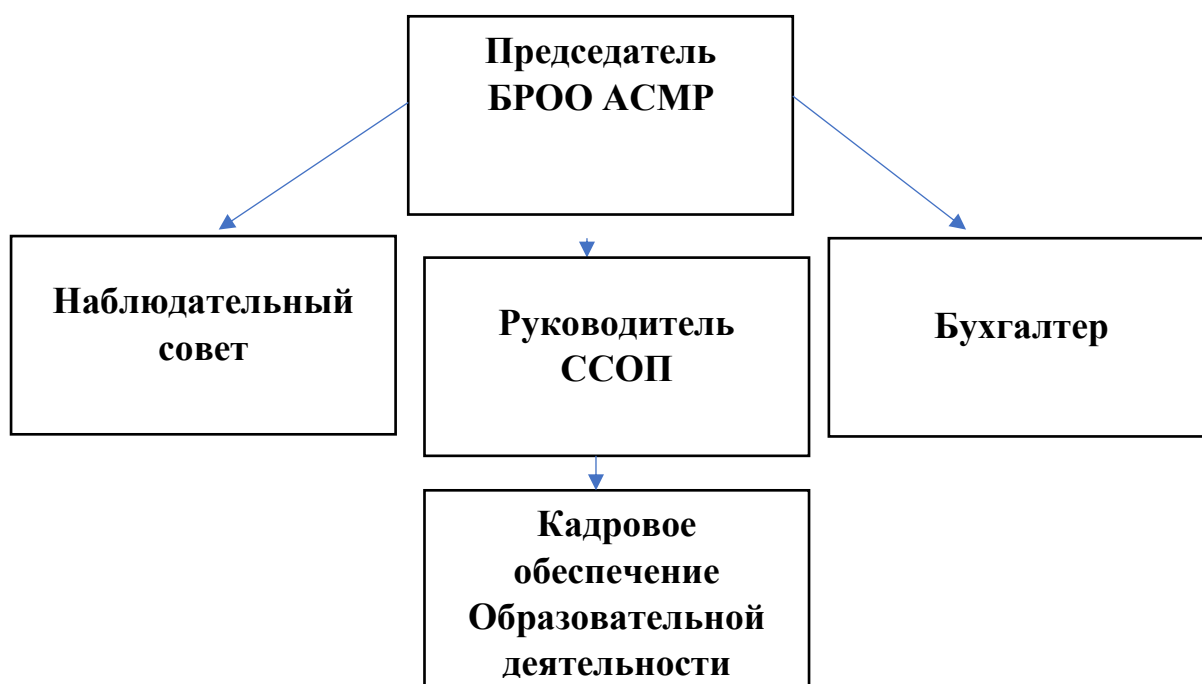 Председатель
БРОО АСМР
Наблюдательный
совет
Руководитель
ССОП
Бухгалтер
Кадровое
обеспечение
Образовательной
деятельности